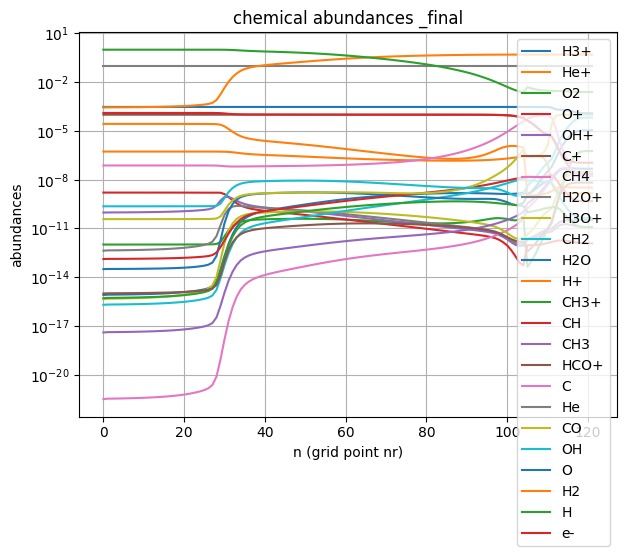 chemical abundances _final
abundances
10¹
10⁻²
10⁻⁵
10⁻⁸
10⁻¹¹
10⁻¹⁴
10⁻¹⁷
10⁻²⁰
0 20 40 60 80 100 120
n (grid point nr)
H3+
He+
O2
O+
OH+
C+
CH4
H2O+
H3O+
CH2
H2O
H+
CH3+
CH
CH3
HCO+
C
He
CO
OH
O
H2
H
e-